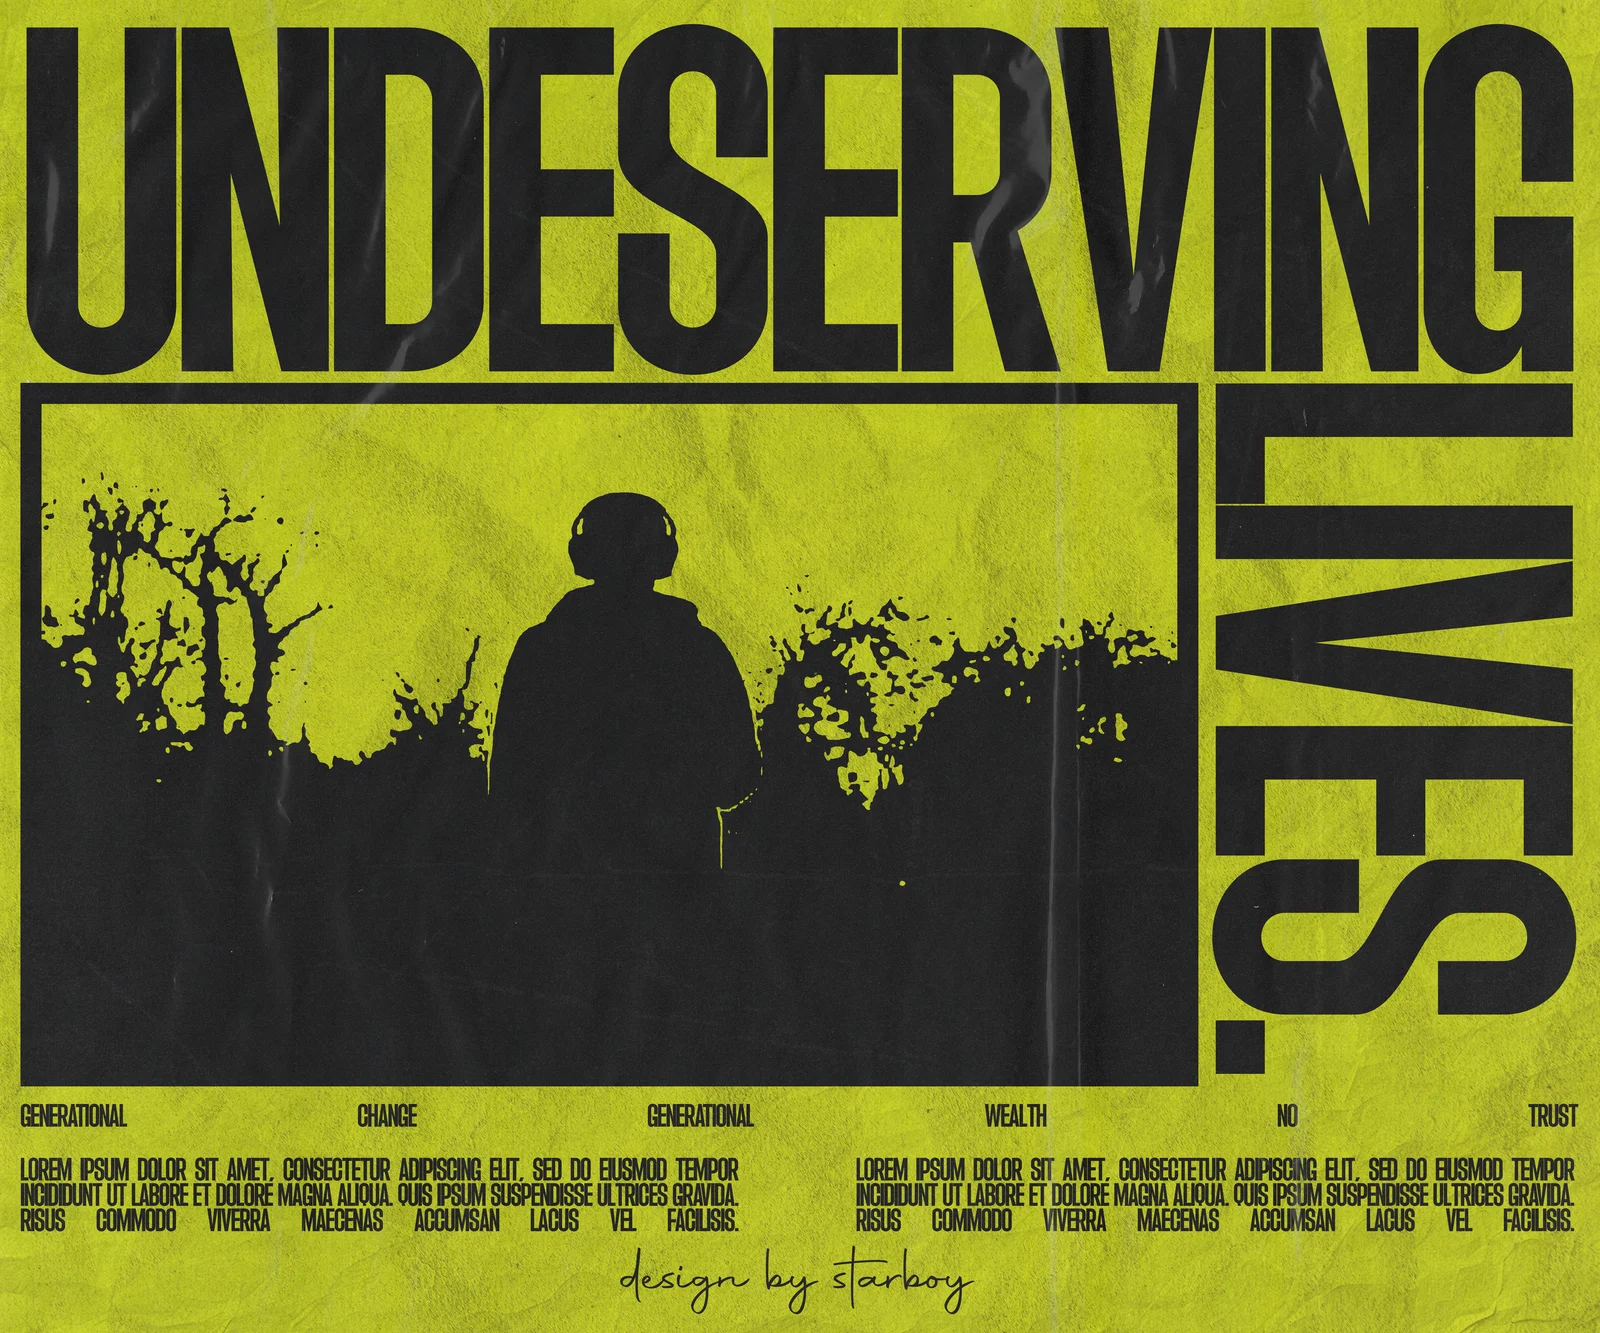 UNDESERVING
LIVES.
GENERATIONAL CHANGE GENERATIONAL WEALTH NO TRUST
LOREM IPSUM DOLOR SIT AMET, CONSECTETUR ADIPISCING ELIT, SED DO EIUSMOD TEMPOR
INCIDIDUNT UT LABORE ET DOLORE MAGNA ALIQUA. QUIS IPSUM SUSPENDISSE ULTRICES GRAVIDA.
RISUS COMMODO VIVERRA MAECENAS ACCUMSAN LACUS VEL FACILISIS.
LOREM IPSUM DOLOR SIT AMET, CONSECTETUR ADIPISCING ELIT, SED DO EIUSMOD TEMPOR
INCIDIDUNT UT LABORE ET DOLORE MAGNA ALIQUA. QUIS IPSUM SUSPENDISSE ULTRICES GRAVIDA.
RISUS COMMODO VIVERRA MAECENAS ACCUMSAN LACUS VEL FACILISIS.
design by starboy